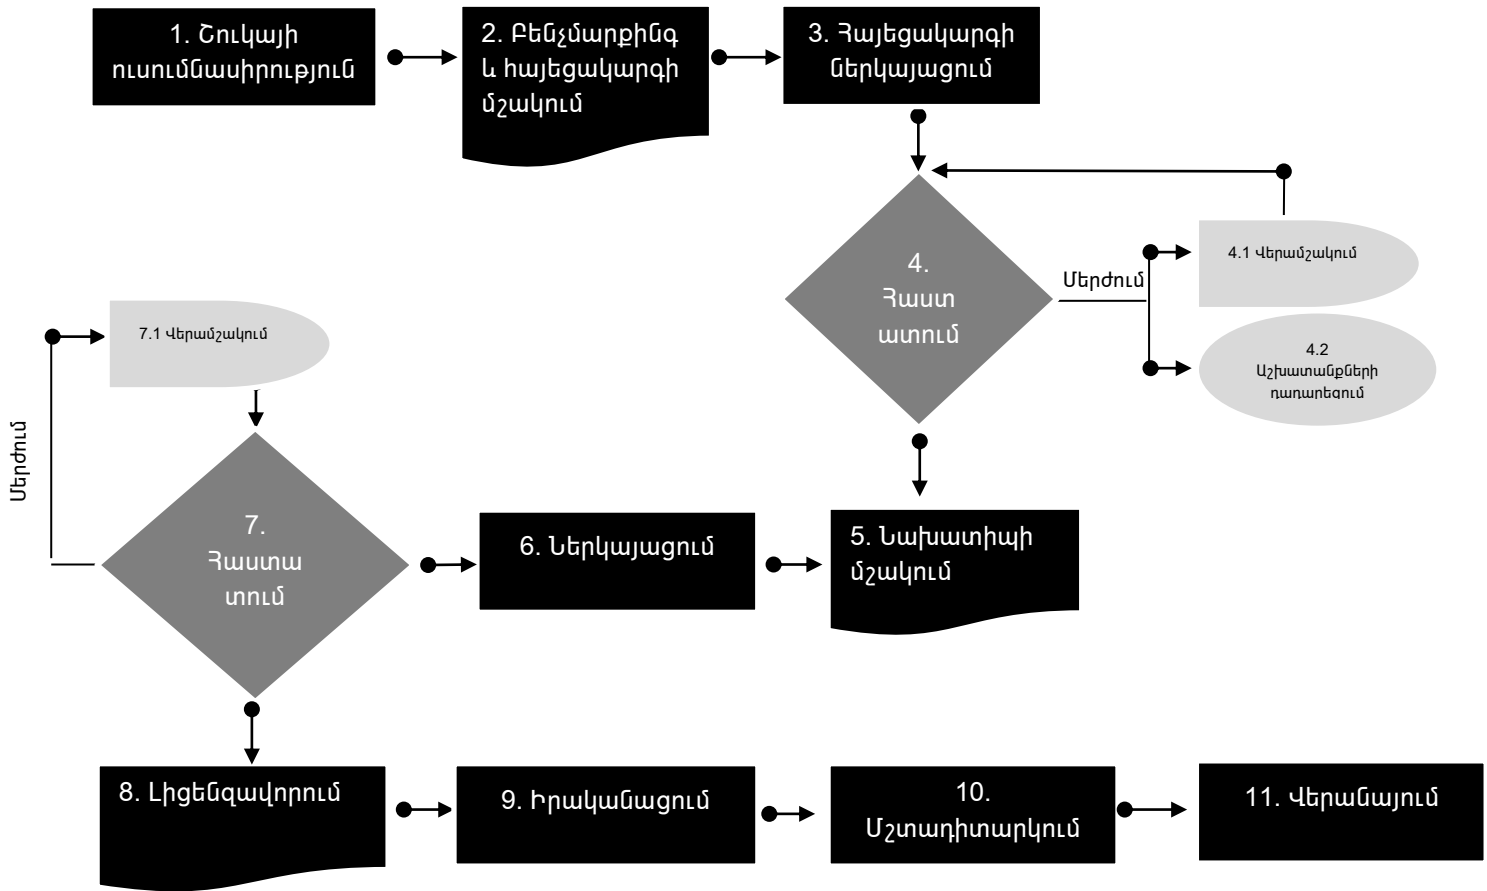 1. Շուկայի
ուսումնասիրություն
2. Բենչմարքինգ
և հայեցակարգի
մշակում
3. Հայեցակարգի
ներկայացում
4.
Հաստ
ատում
Մերժում
4.1 Վերամշակում
4.2
Աշխատանքների
դադարեցում
7.1 Վերամշակում
Մերժում
7.
Հաստա
տում
6. Ներկայացում
5. Նախատիպի
մշակում
8. Լիցենզավորում
9. Իրականացում
10.
Մշտադիտարկում
11. Վերանայում